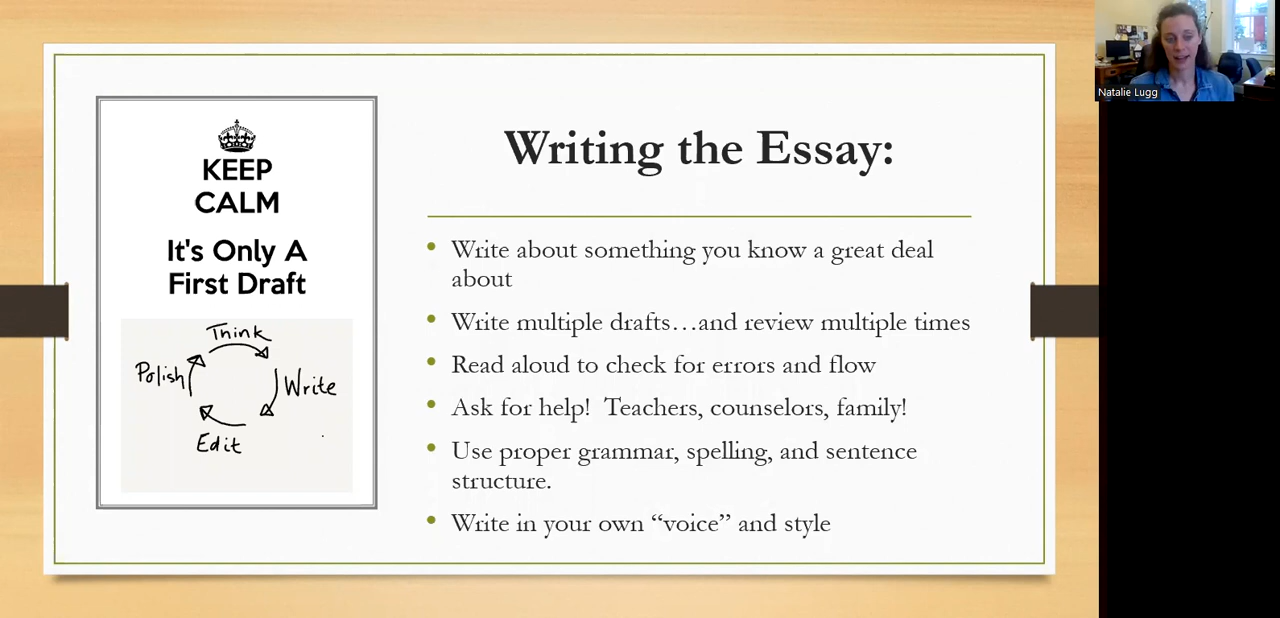 KEEP
CALM
It's Only A
First Draft
Think
Write
Edit
Polish
Writing the Essay:
Write about something you know a great deal
about
Write multiple drafts…and review multiple times
Read aloud to check for errors and flow
Ask for help!  Teachers, counselors, family!
Use proper grammar, spelling, and sentence
structure.
Write in your own “voice” and style
Natalie Lugg